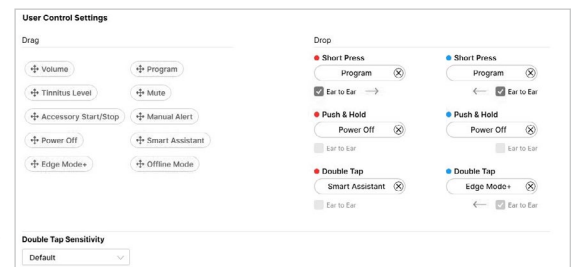 User Control Settings
Drag
Drop
Volume
Program
Tinnitus Level
Mute
Accessory Start/Stop
Manual Alert
Power Off
Smart Assistant
Edge Mode+
Offline Mode
Short Press
Short Press
Program
Program
Ear to Ear
Ear to Ear
Push & Hold
Push & Hold
Power Off
Power Off
Ear to Ear
Ear to Ear
Double Tap
Double Tap
Smart Assistant
Edge Mode+
Ear to Ear
Ear to Ear
Double Tap Sensitivity
Default